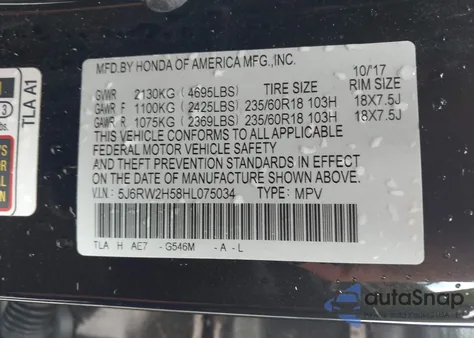 MFD.BY HONDA OF AMERICA MFG.,INC. 10/17
GVWR 2130KG (4695LBS) TIRE SIZE RIM SIZE
GAWR F 1100KG (2425LBS) 235/60R18 103H 18X7.5J
GAWR R 1075KG (2369LBS) 235/60R18 103H 18X7.5J
THIS VEHICLE CONFORMS TO ALL APPLICABLE
FEDERAL MOTOR VEHICLE SAFETY
AND THEFT PREVENTION STANDARDS IN EFFECT
ON THE DATE OF MANUFACTURE SHOWN ABOVE.
V.I.N: 5J6RW2H58HL075034 TYPE: MPV
TLA H AE7 - G546M - A - L
TLA A1
autoSnap